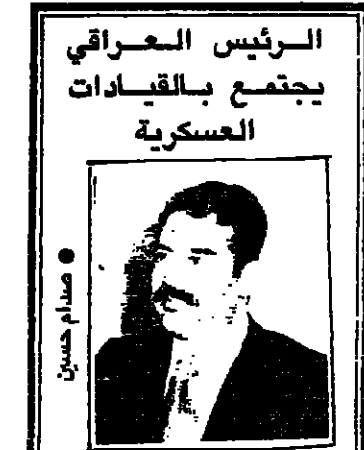 الرئيس العراقي
يجتمع بالقيادات
العسكرية
● صدام حسين